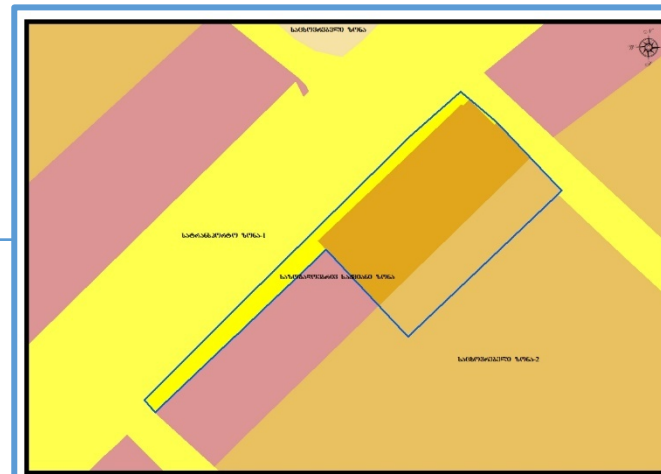 საცხოვრებელი ზონა
სატრანსპორტო ზონა-1
საზოგადოებრივ საქმიანი ზონა
საცხოვრებელი ზონა-2